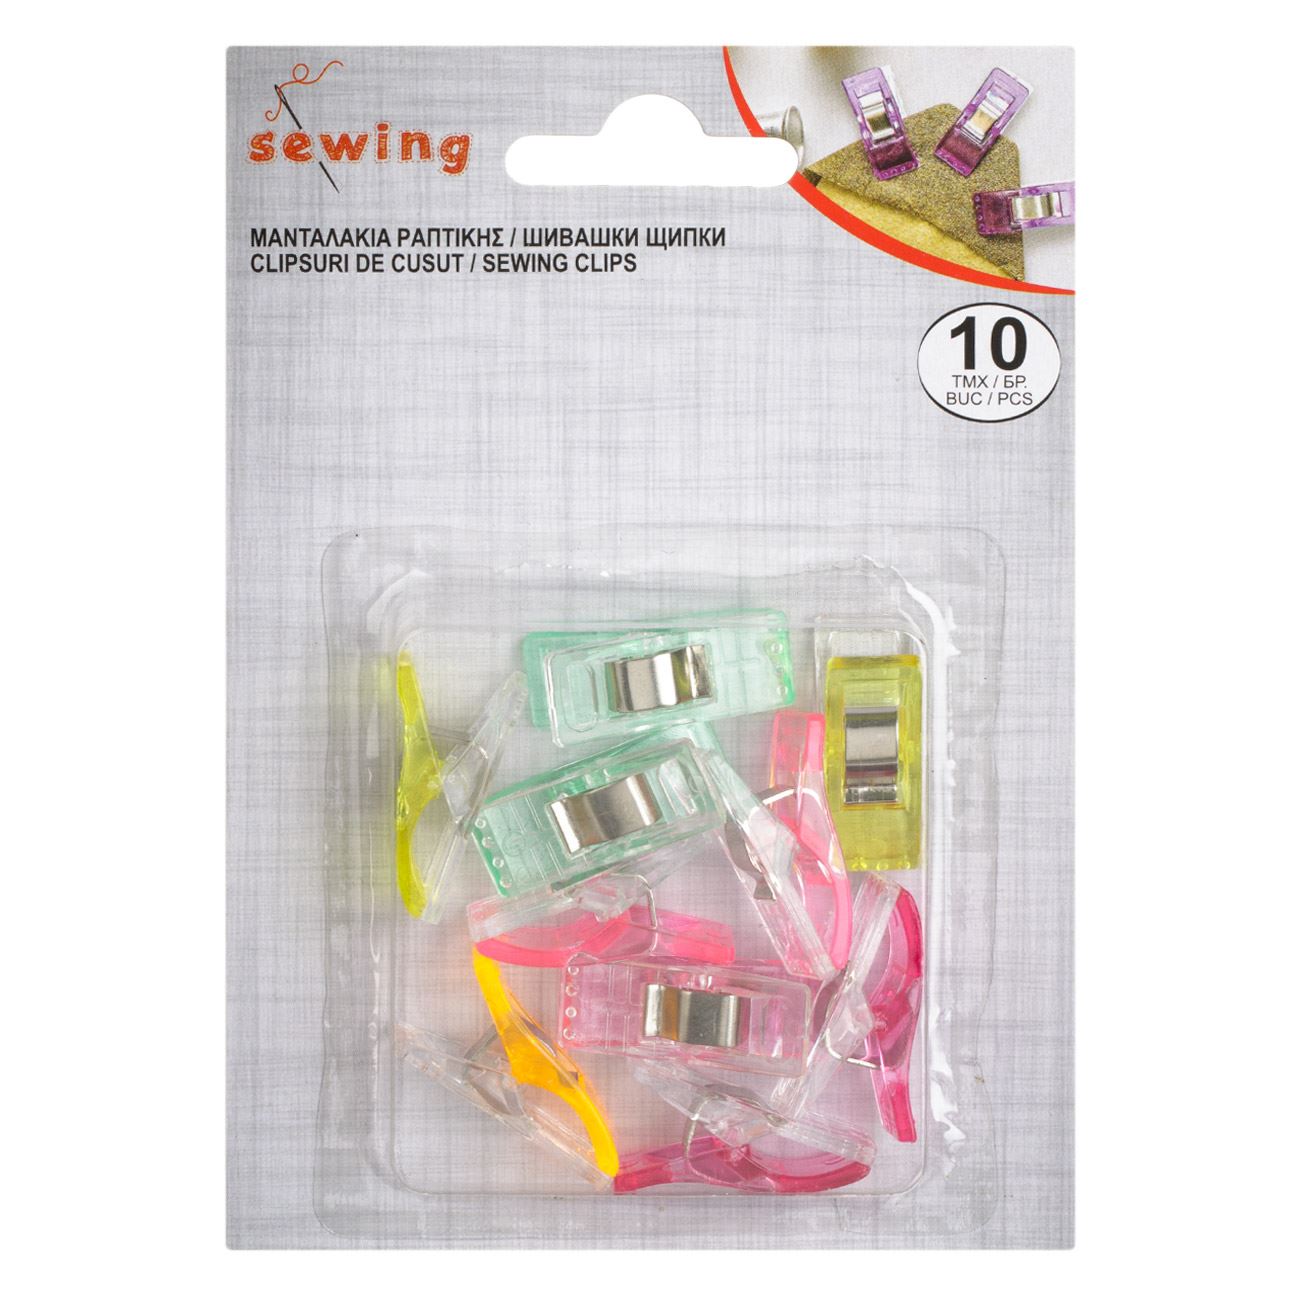 sewing
ΜΑΝΤΑΛΑΚΙΑ ΡΑΠΤΙΚΗΣ / ШИВАШКИ ЩИПКИ
CLIPSURI DE CUSUT / SEWING CLIPS
10
ΤΜΧ / БР.
BUC / PCS